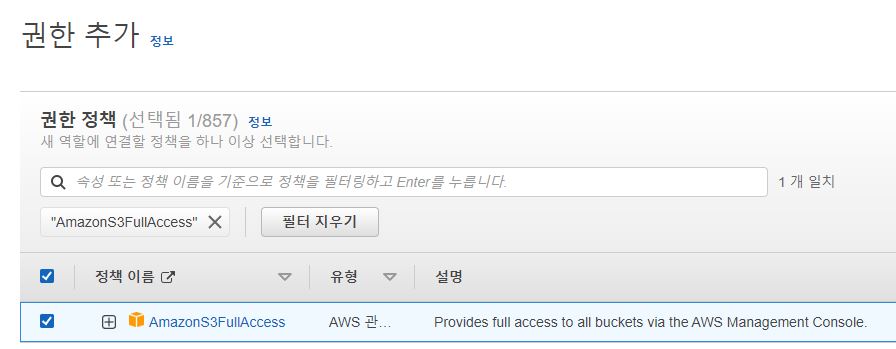 권한 추가 정보
권한 정책 (선택됨 1/857) 정보
새 역할에 연결할 정책을 하나 이상 선택합니다.
속성 또는 정책 이름을 기준으로 정책을 필터링하고 Enter를 누릅니다. 1 개 일치
"AmazonS3FullAccess" 필터 지우기
정책 이름 유형 설명
AmazonS3FullAccess AWS 관... Provides full access to all buckets via the AWS Management Console.